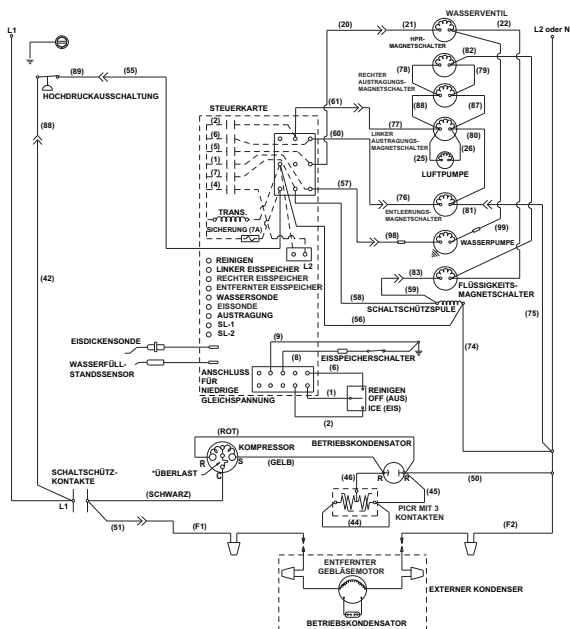 L1
(20)
(21)
WASSERVENTIL
(22)
L2 oder N
HPR-
MAGNETSCHALTER
(82)
(89)
(55)
HOCHDRUCKAUSSCHALTUNG
(78)
RECHTER
AUSTRAGUNGS-
MAGNETSCHALTER
(79)
STEUERKARTE
(61)
(88)
(87)
(2)
(6)
(5)
(1)
(7)
(4)
(60)
(77)
LINKER
AUSTRAGUNGS-
MAGNETSCHALTER
(80)
(88)
(25)
(26)
LUFTPUMPE
(57)
(76)
ENTLEERUNGS-
MAGNETSCHALTER
(81)
TRANS.
SICHERUNG (7A)
L2
(99)
(98)
WASSERPUMPE
REINIGEN
LINKER EISSPEICHER
RECHTER EISSPEICHER
ENTFERNTER EISSPEICHER
WASSERSONDE
EISSONDE
AUSTRAGUNG
SL-1
SL-2
(83)
(59)
FLÜSSIGKEITS-
MAGNETSCHALTER
(42)
(58)
SCHALTSCHÜTZSPULE
(56)
(75)
(74)
EISDICKENSONDE
WASSERFÜLL-
STANDSSENSOR
(9)
(8)
EISSPEICHERSCHALTER
ANSCHLUSS
FÜR
NIEDRIGE
GLEICHSPANNUNG
(6)
(1)
(2)
REINIGEN
OFF (AUS)
ICE (EIS)
(ROT)
KOMPRESSOR
BETRIEBSKONDENSATOR
R
S
C
*ÜBERLAST
(GELB)
R
R
(50)
SCHALTSCHÜTZ-
KONTAKTE
(46)
(45)
L1
(SCHWARZ)
(44)
PICR MIT 3
KONTAKTEN
(51)
(F1)
(F2)
ENTFERNTER
GEBLÄSEMOTOR
EXTERNER KONDENSER
BETRIEBSKONDENSATOR